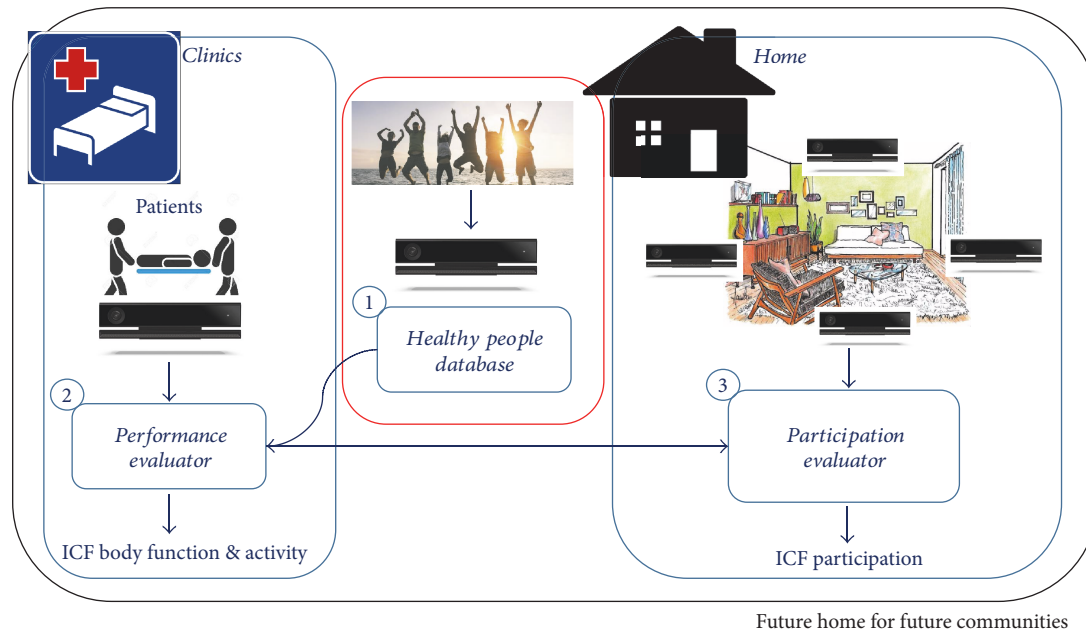 Clinics
Home
Patients
1
Healthy people
database
2
Performance
evaluator
3
Participation
evaluator
ICF body function & activity
ICF participation
Future home for future communities